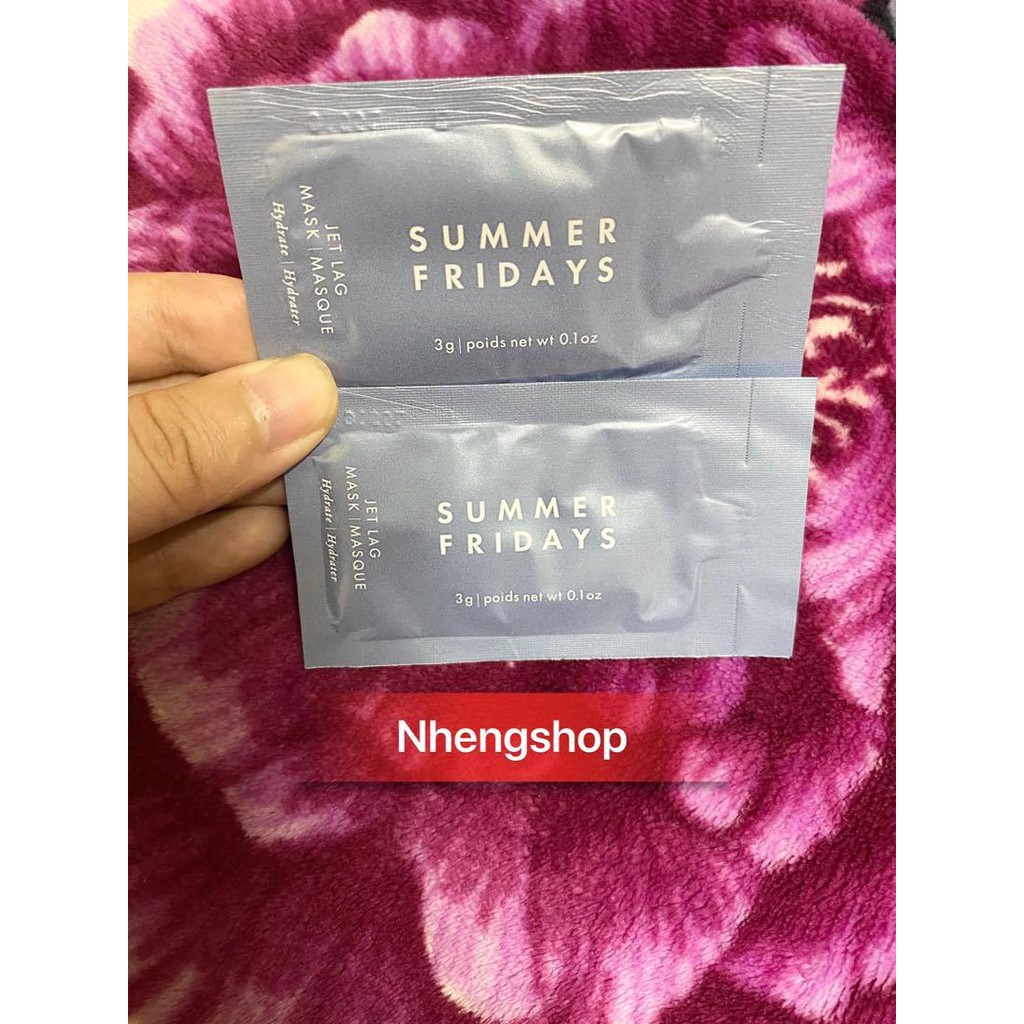 JET LAG
MASK | MASQUE
Hydrate | Hydrater
SUMMER
FRIDAYS
3g | poids net wt 0.1oz
JET LAG
MASK | MASQUE
Hydrate | Hydrater
SUMMER
FRIDAYS
3g | poids net wt 0.1oz
Nhengshop